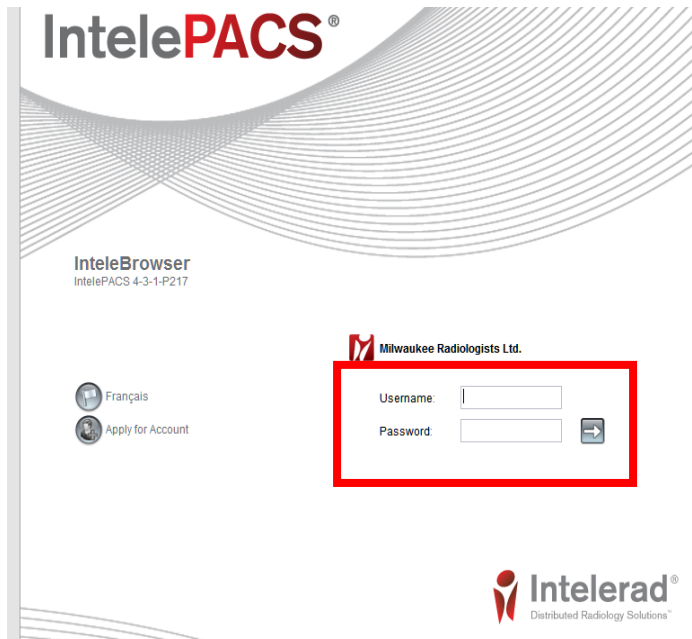 IntelePACS®
InteleBrowser
IntelePACS 4-3-1-P217
Milwaukee Radiologists Ltd.
Français
Apply for Account
Username:
Password:
Intelerad®
Distributed Radiology Solutions™